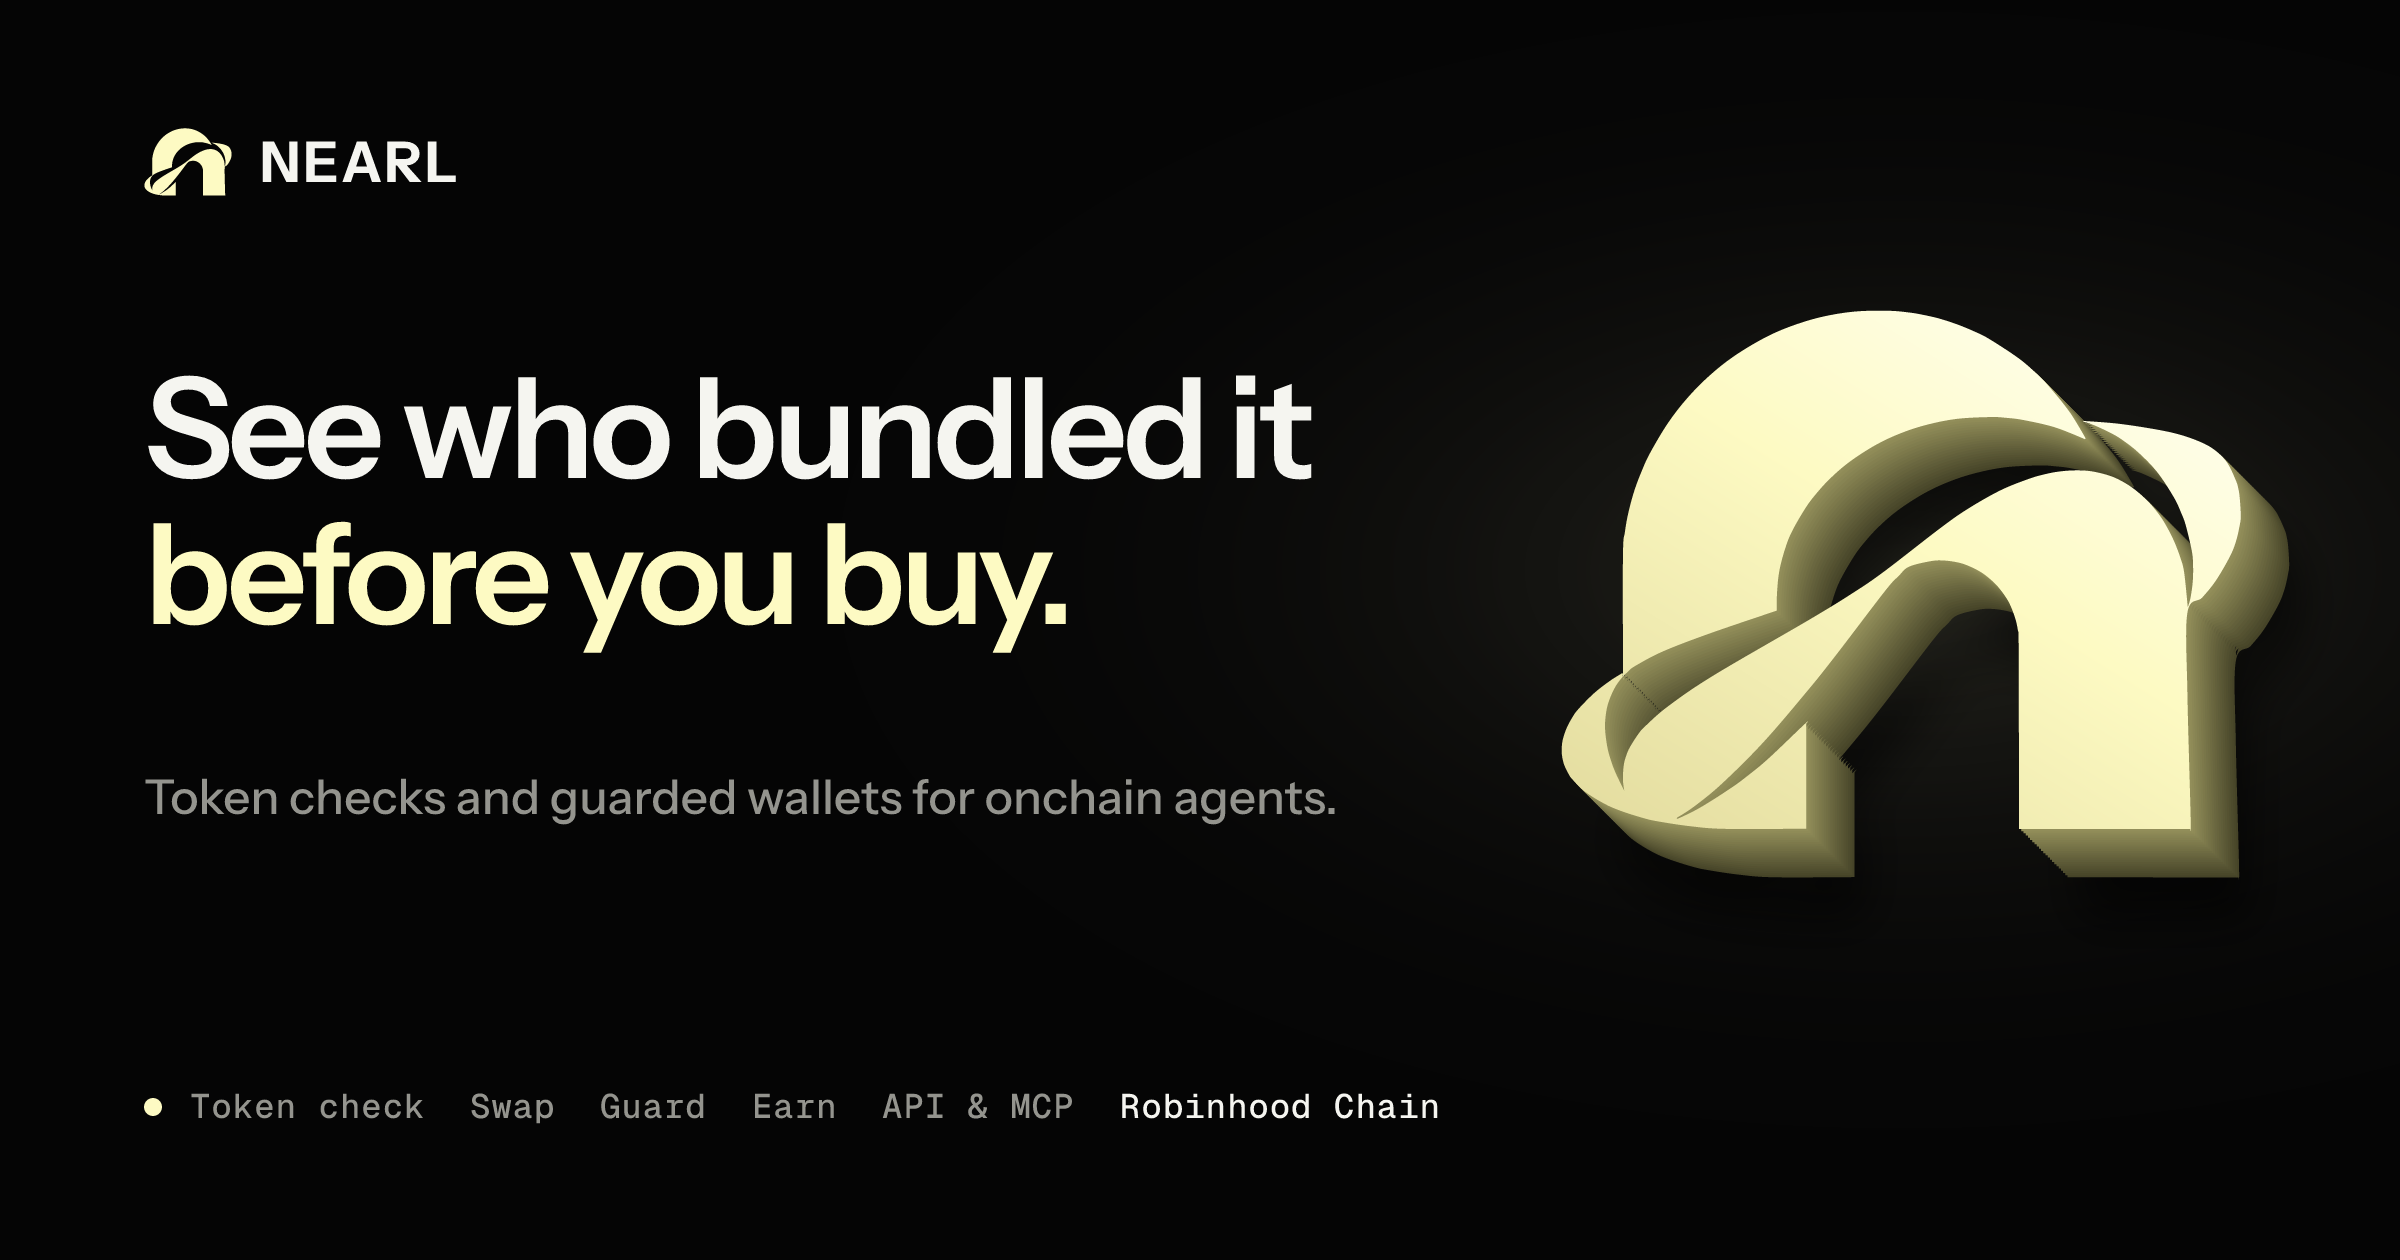 NEARL
See who bundled it
before you buy.
Token checks and guarded wallets for onchain agents.
Token check Swap Guard Earn API & MCP Robinhood Chain